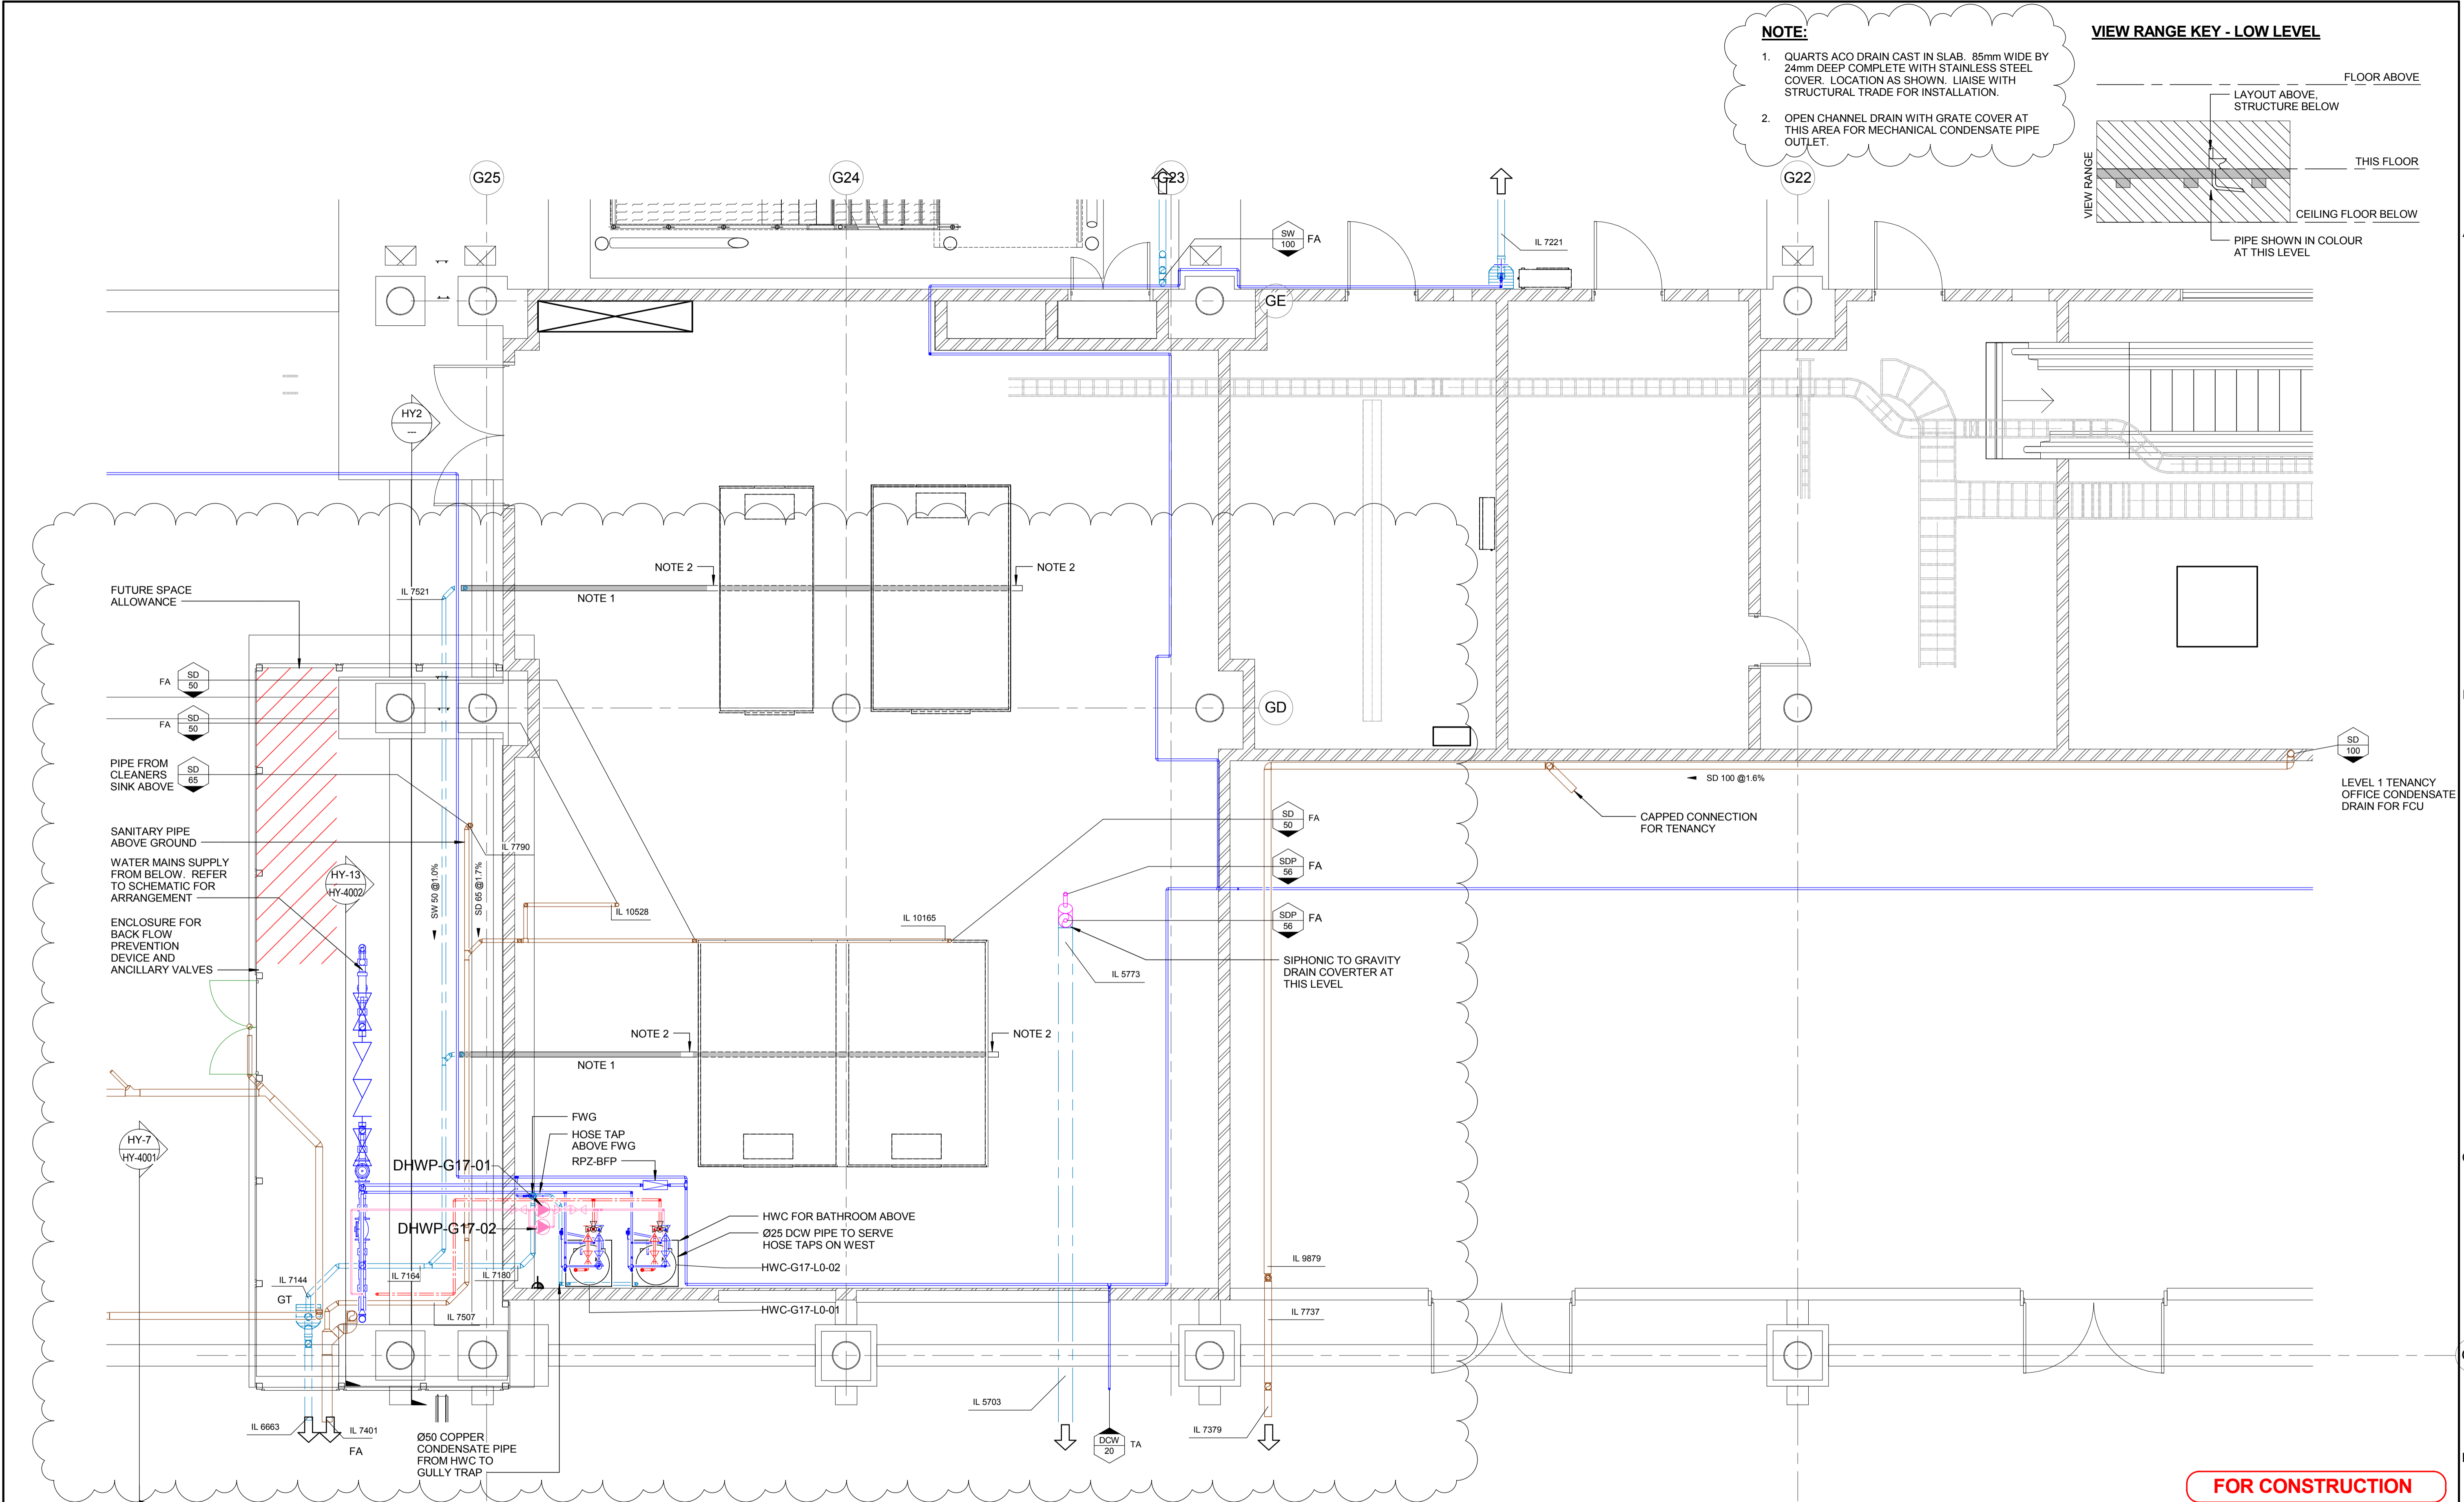 NOTE:
1. QUARTS ACO DRAIN CAST IN SLAB. 85mm WIDE BY
24mm DEEP COMPLETE WITH STAINLESS STEEL
COVER. LOCATION AS SHOWN. LIAISE WITH
STRUCTURAL TRADE FOR INSTALLATION.
2. OPEN CHANNEL DRAIN WITH GRATE COVER AT
THIS AREA FOR MECHANICAL CONDENSATE PIPE
OUTLET.
VIEW RANGE KEY - LOW LEVEL
FLOOR ABOVE
LAYOUT ABOVE,
STRUCTURE BELOW
THIS FLOOR
VIEW RANGE
CEILING FLOOR BELOW
PIPE SHOWN IN COLOUR
AT THIS LEVEL
G25
G24
G23
G22
SW
100
FA
IL 7221
GE
HY2
---
NOTE 2
NOTE 2
NOTE 1
IL 7521
FUTURE SPACE
ALLOWANCE
FA
SD
50
FA
SD
50
GD
PIPE FROM
CLEANERS
SINK ABOVE
SD
65
SD
100
SD 100 @1.6%
LEVEL 1 TENANCY
OFFICE CONDENSATE
DRAIN FOR FCU
CAPPED CONNECTION
FOR TENANCY
SANITARY PIPE
ABOVE GROUND
IL 7790
WATER MAINS SUPPLY
FROM BELOW. REFER
TO SCHEMATIC FOR
ARRANGEMENT
HY-13
HY-4002
SW 50 @1.0%
SD 65 @1.7%
SD
50
FA
SDP
56
FA
SDP
56
FA
IL 10528
IL 10165
ENCLOSURE FOR
BACK FLOW
PREVENTION
DEVICE AND
ANCILLARY VALVES
SIPHONIC TO GRAVITY
DRAIN COVERTER AT
THIS LEVEL
IL 5773
NOTE 2
NOTE 2
NOTE 1
HY-7
HY-4001
FWG
HOSE TAP
ABOVE FWG
RPZ-BFP
DHWP-G17-01
DHWP-G17-02
HWC FOR BATHROOM ABOVE
Ø25 DCW PIPE TO SERVE
HOSE TAPS ON WEST
HWC-G17-L0-02
HWC-G17-L0-01
IL 7144
IL 7164
IL 7180
GT
IL 7507
IL 9879
IL 7737
IL 6663
IL 7401
FA
Ø50 COPPER
CONDENSATE PIPE
FROM HWC TO
GULLY TRAP
IL 5703
DCW
20
TA
IL 7379
FOR CONSTRUCTION